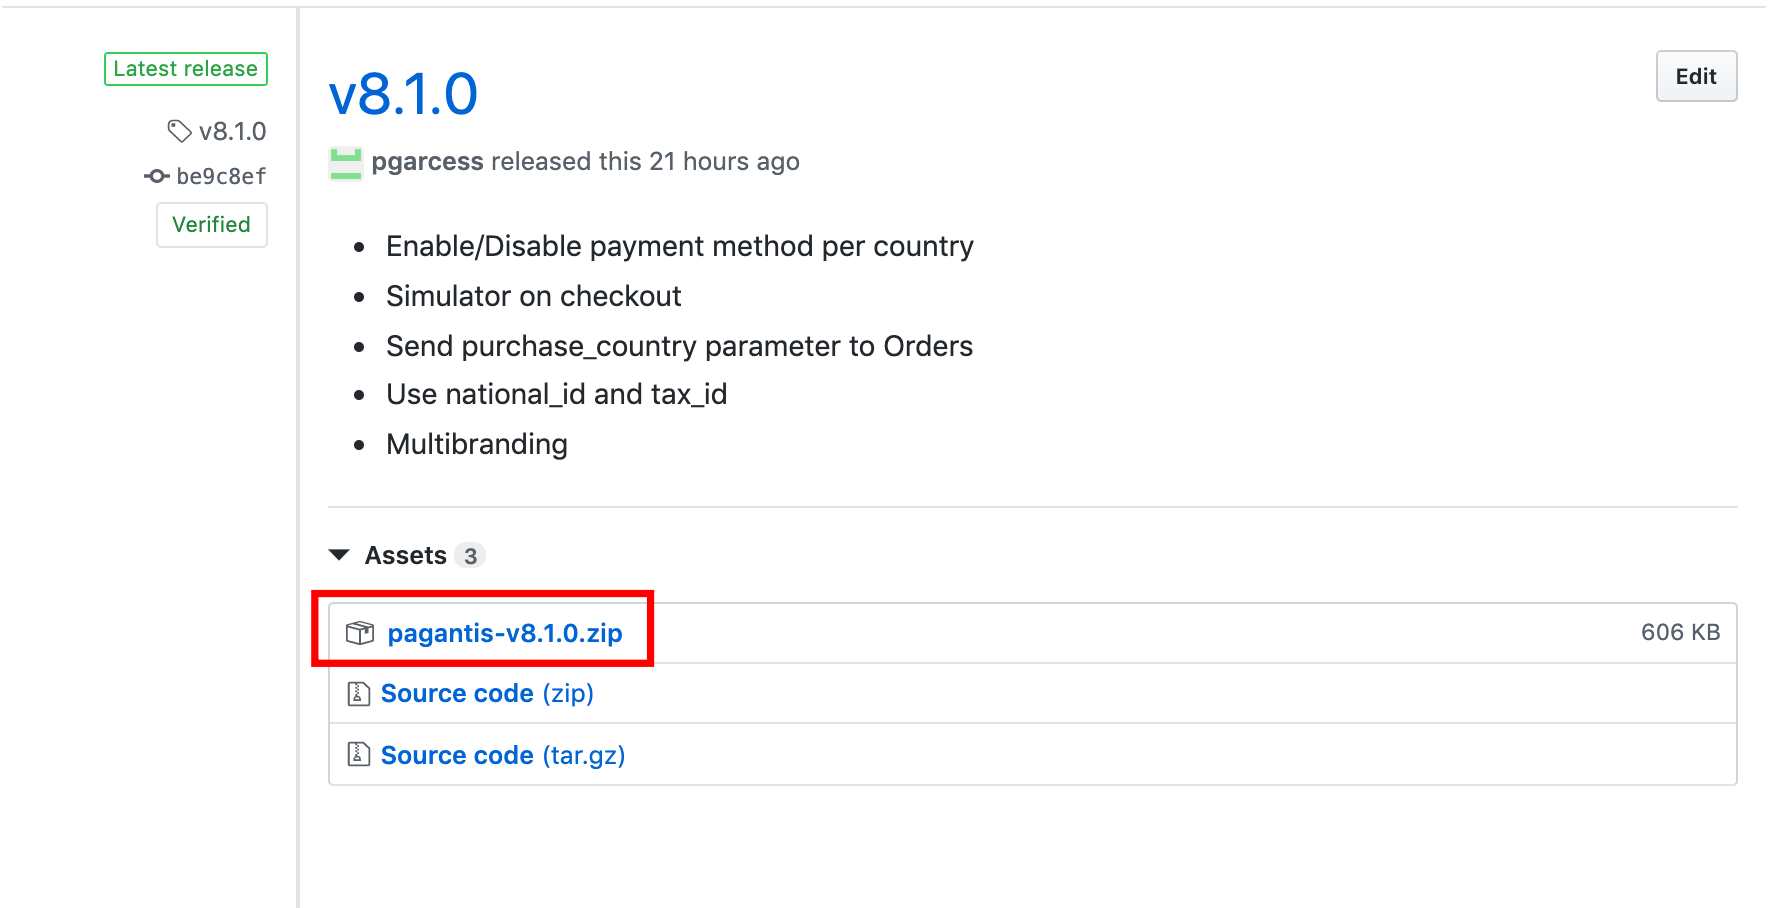 Latest release
v8.1.0
be9c8ef
Verified
v8.1.0
Edit
pgarcess released this 21 hours ago
Enable/Disable payment method per country
Simulator on checkout
Send purchase_country parameter to Orders
Use national_id and tax_id
Multibranding
Assets 3
pagantis-v8.1.0.zip 606 KB
Source code (zip)
Source code (tar.gz)